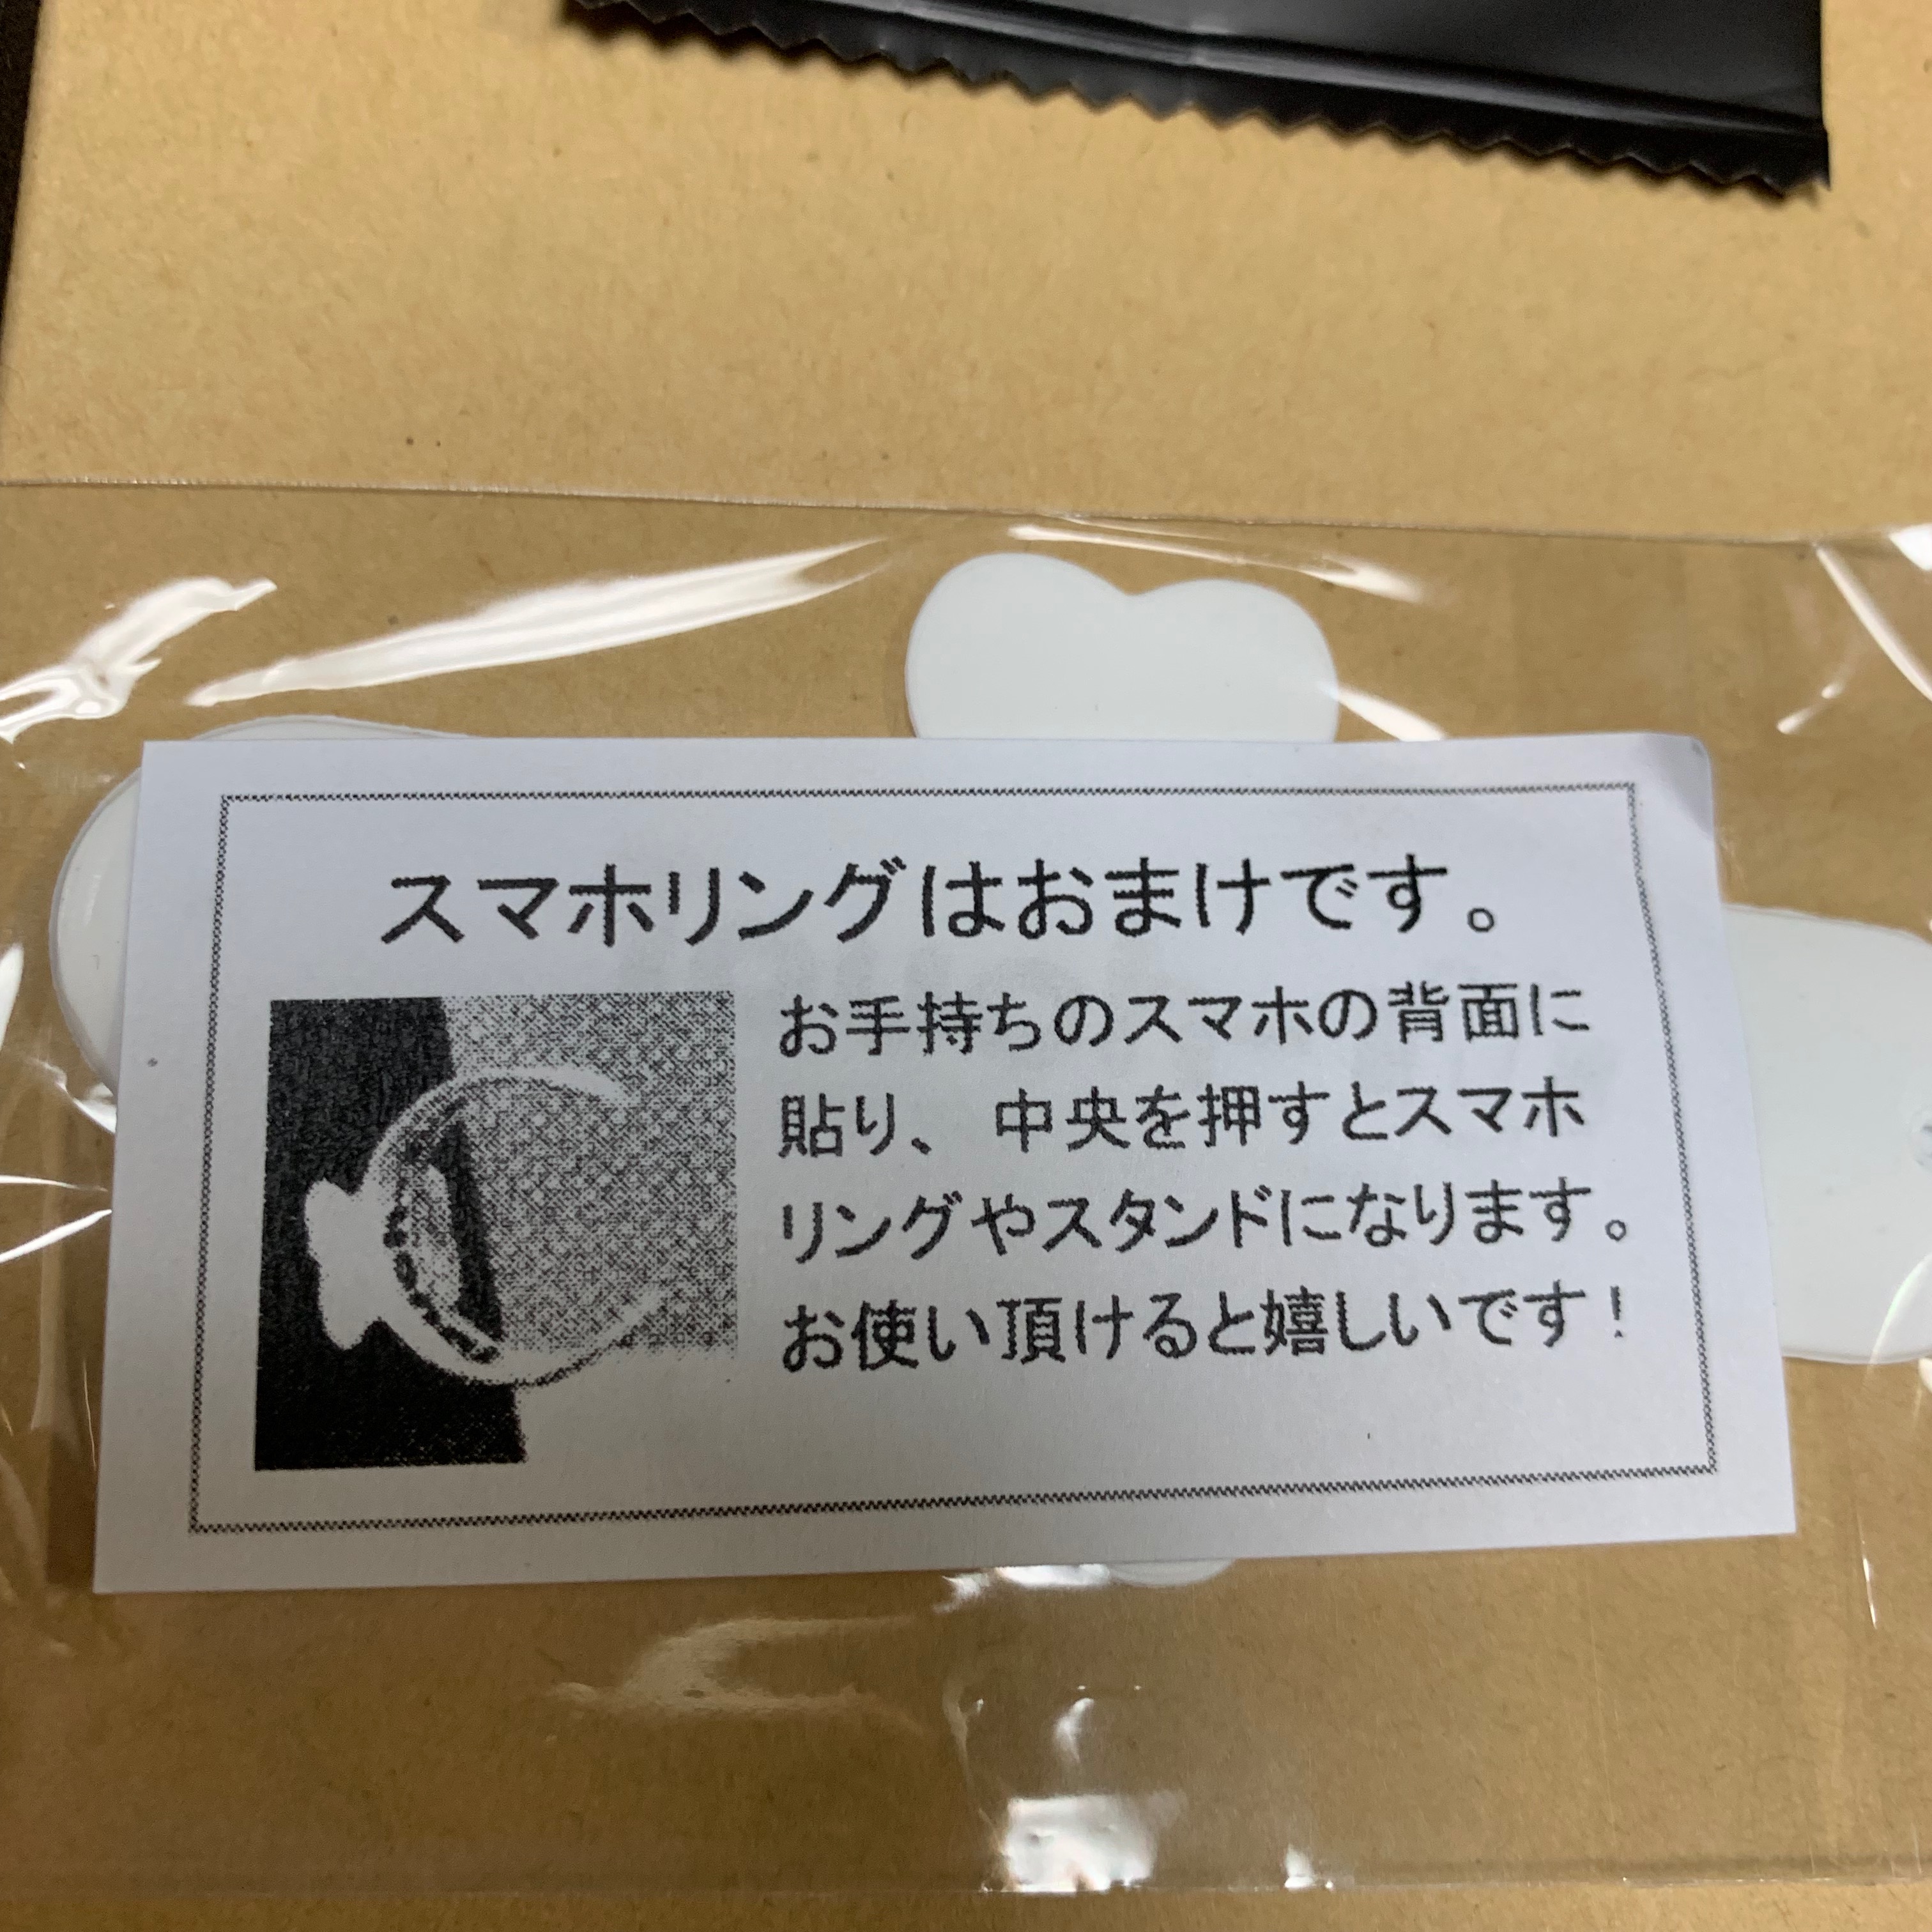 スマホリングはおまけです。
お手持ちのスマホの背面に
貼り、中央を押すとスマホ
リングやスタンドになります。
お使い頂けると嬉しいです！